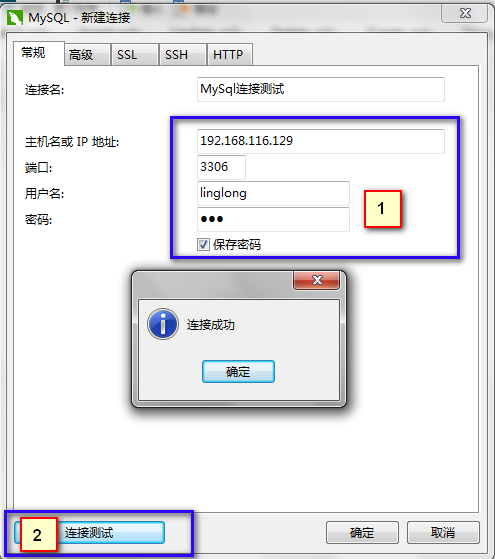 MySQL - 新建连接
常规 高级 SSL SSH HTTP
连接名: MySql连接测试
主机名或 IP 地址: 192.168.116.129
端口: 3306
用户名: linglong
密码: ●●●
1
保存密码
连接成功
确定
2 连接测试 确定 取消